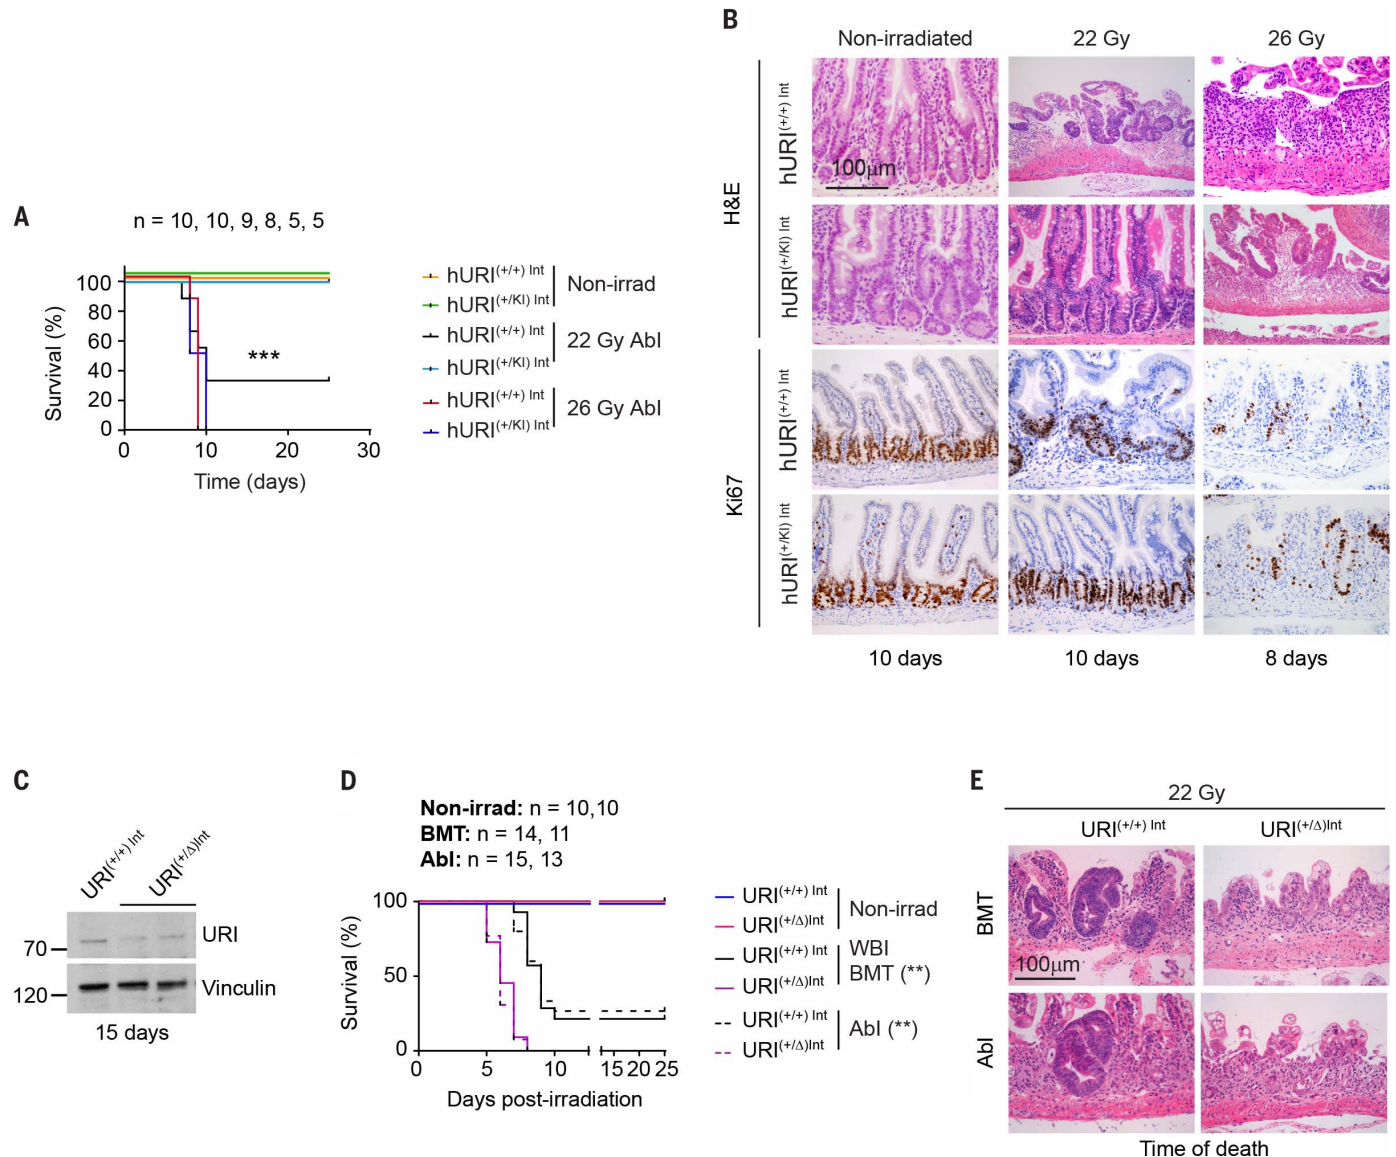 A
n = 10, 10, 9, 8, 5, 5
Survival (%)
100
80
60
40
20
0
***
0
10
20
30
Time (days)
hURI(+/+) Int
hURI(+/KI) Int
Non-irrad
hURI(+/+) Int
hURI(+/KI) Int
22 Gy AbI
hURI(+/+) Int
hURI(+/KI) Int
26 Gy AbI
B
Non-irradiated
22 Gy
26 Gy
H&E
hURI(+/+) Int
100μm
hURI(+/KI) Int
Ki67
hURI(+/+) Int
hURI(+/KI) Int
10 days
10 days
8 days
C
URI(+/+) Int
URI(+/Δ)Int
70
URI
120
Vinculin
15 days
D
Non-irrad: n = 10,10
BMT: n = 14, 11
AbI: n = 15, 13
Survival (%)
100
50
0
0
5
10
15 20 25
Days post-irradiation
URI(+/+) Int
URI(+/Δ)Int
Non-irrad
URI(+/+) Int
URI(+/Δ)Int
WBI
BMT (**)
URI(+/+) Int
URI(+/Δ)Int
AbI (**)
E
22 Gy
URI(+/+) Int
URI(+/Δ)Int
BMT
100μm
AbI
Time of death